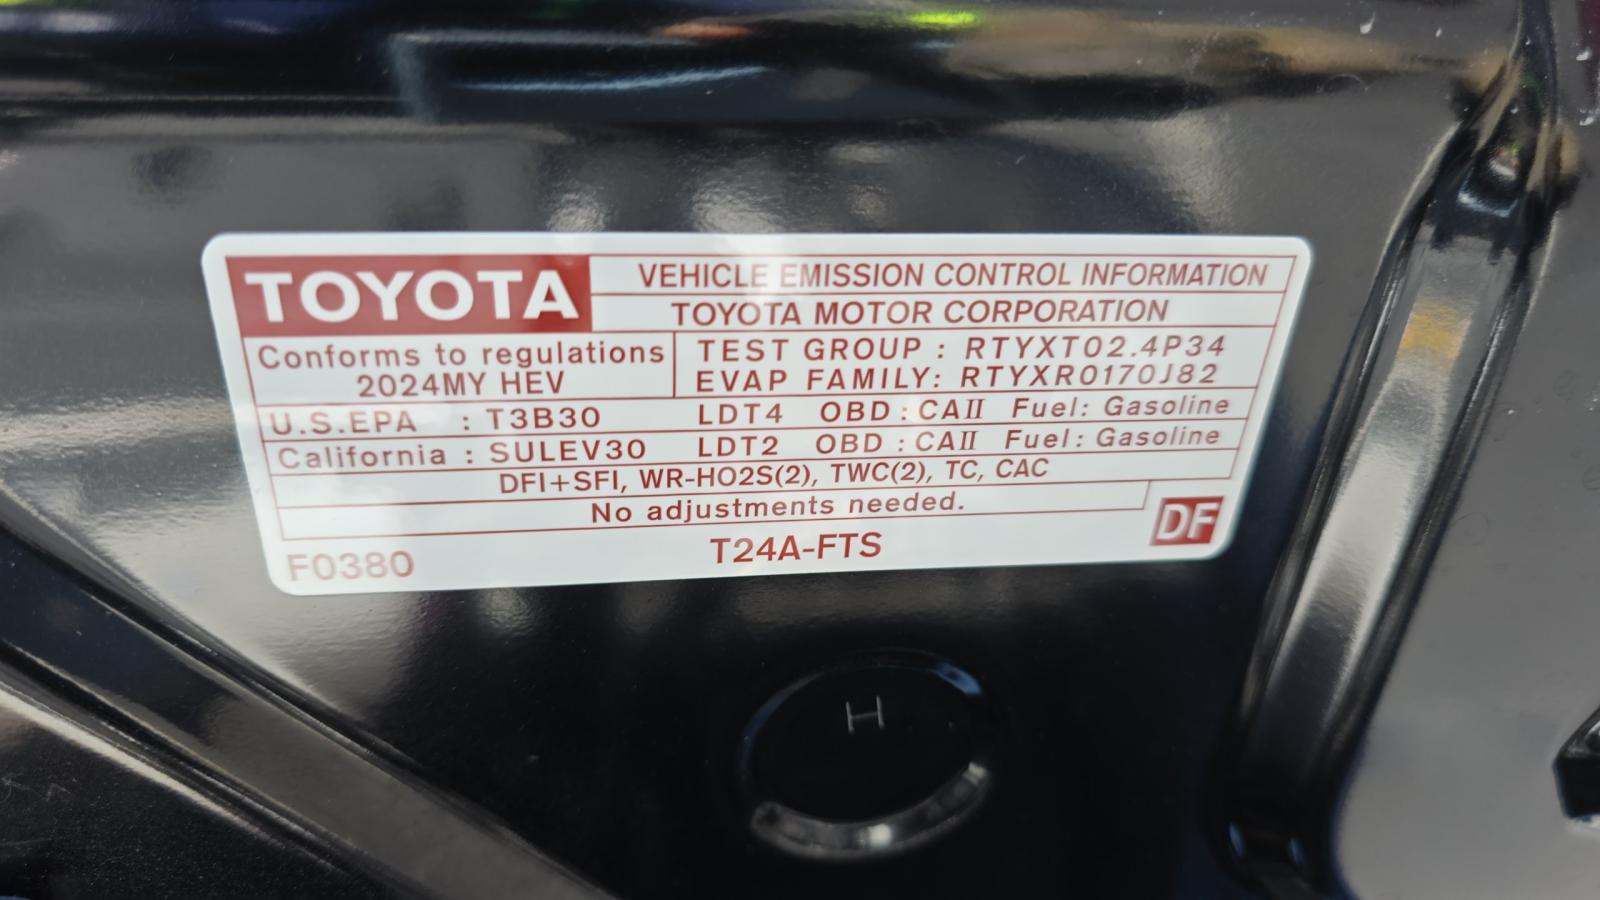 TOYOTA
VEHICLE EMISSION CONTROL INFORMATION
TOYOTA MOTOR CORPORATION
Conforms to regulations
2024MY HEV
TEST GROUP : RTYXT02.4P34
EVAP FAMILY: RTYXR0170J82
U.S.EPA : T3B30 LDT4 OBD : CAII Fuel: Gasoline
California : SULEV30 LDT2 OBD : CAII Fuel: Gasoline
DFI+SFI, WR-HO2S(2), TWC(2), TC, CAC
No adjustments needed.
DF
F0380
T24A-FTS
H